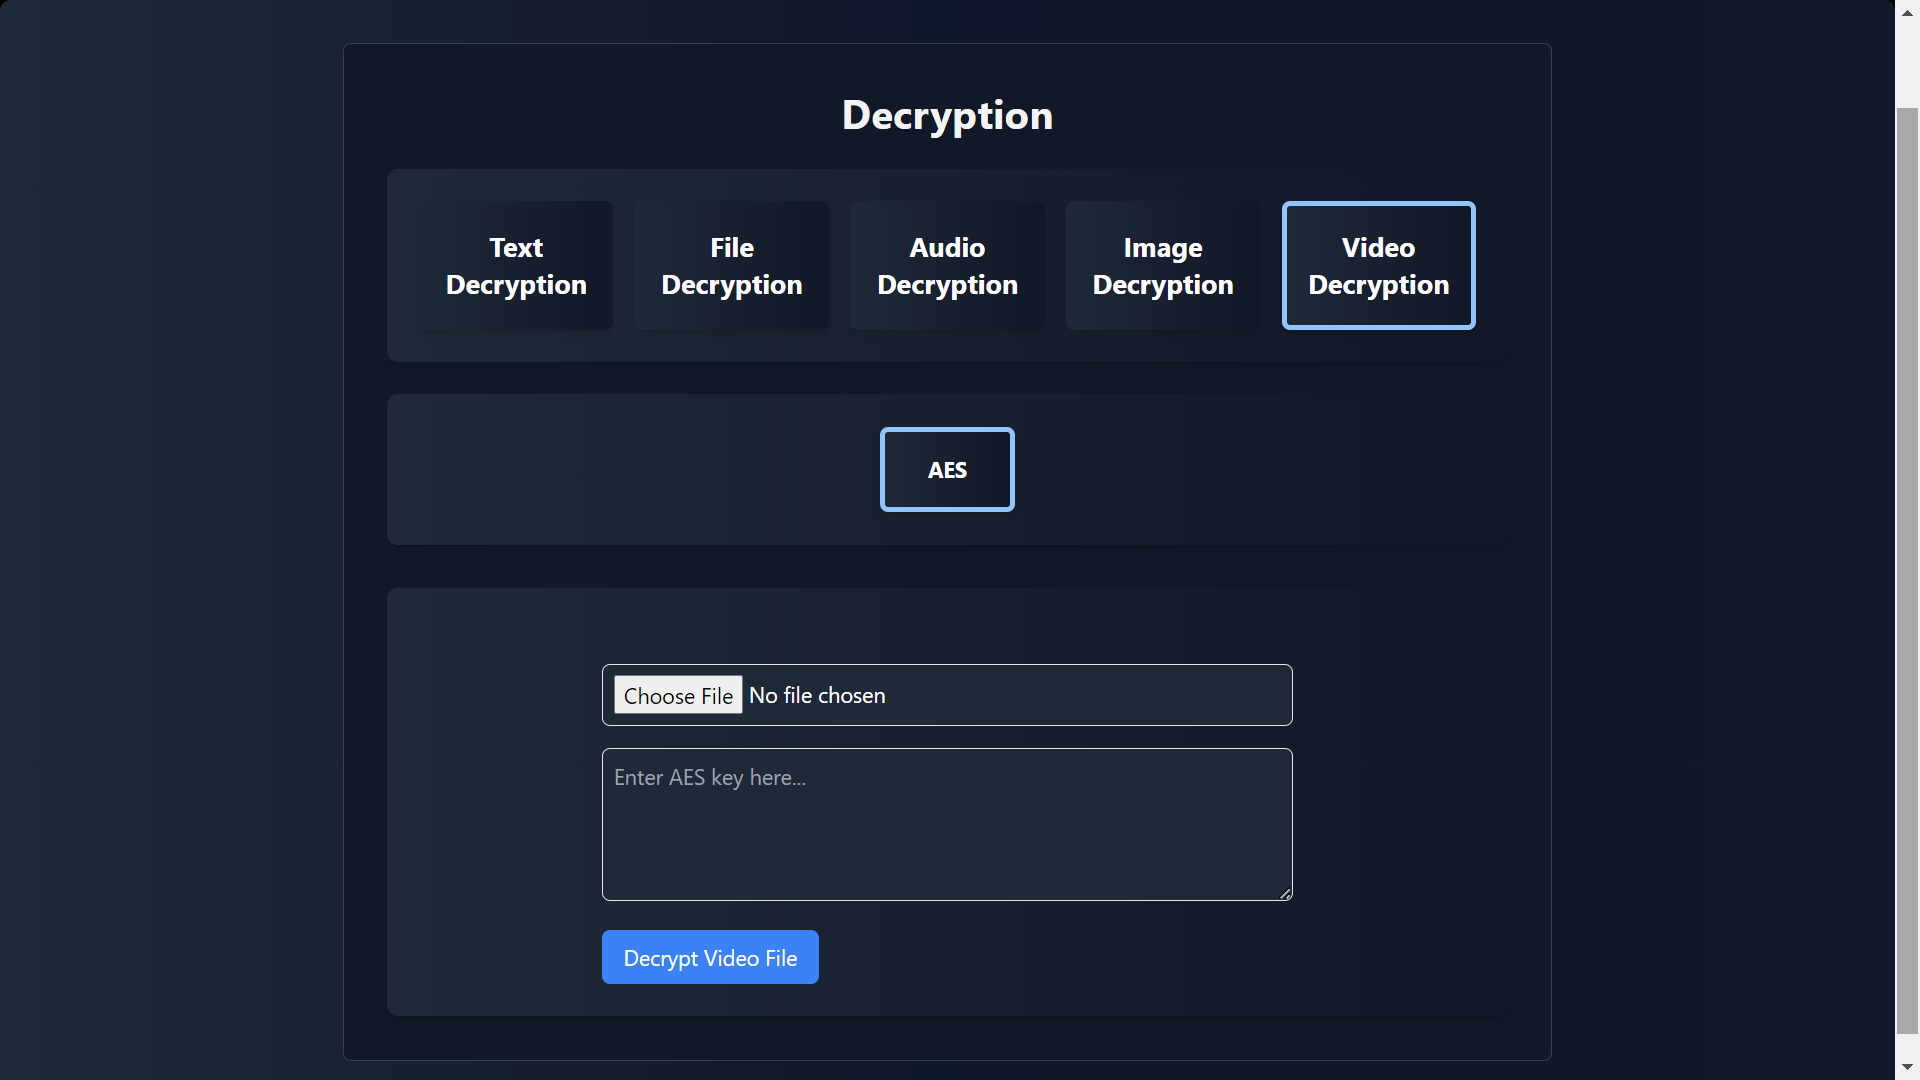 Decryption
Text
Decryption
File
Decryption
Audio
Decryption
Image
Decryption
Video
Decryption
AES
Choose File No file chosen
Enter AES key here...
Decrypt Video File